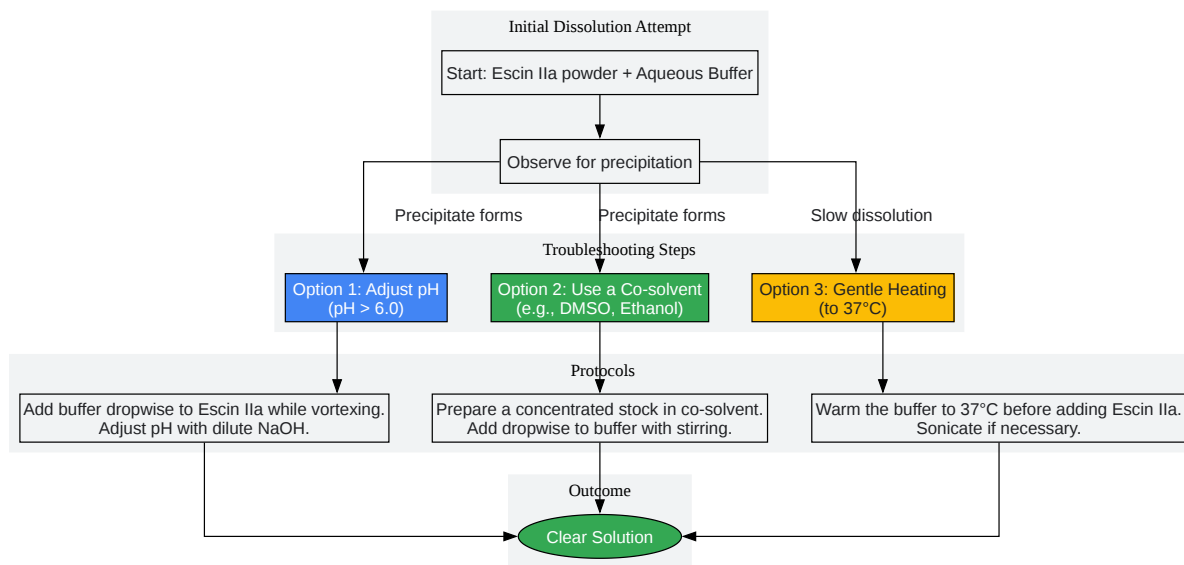 Initial Dissolution Attempt
Start: Escin IIa powder + Aqueous Buffer
Observe for precipitation
Precipitate forms
Precipitate forms
Slow dissolution
Troubleshooting Steps
Option 1: Adjust pH
(pH > 6.0)
Option 2: Use a Co-solvent
(e.g., DMSO, Ethanol)
Option 3: Gentle Heating
(to 37°C)
Protocols
Add buffer dropwise to Escin IIa while vortexing.
Adjust pH with dilute NaOH.
Prepare a concentrated stock in co-solvent.
Add dropwise to buffer with stirring.
Warm the buffer to 37°C before adding Escin IIa.
Sonicate if necessary.
Outcome
Clear Solution